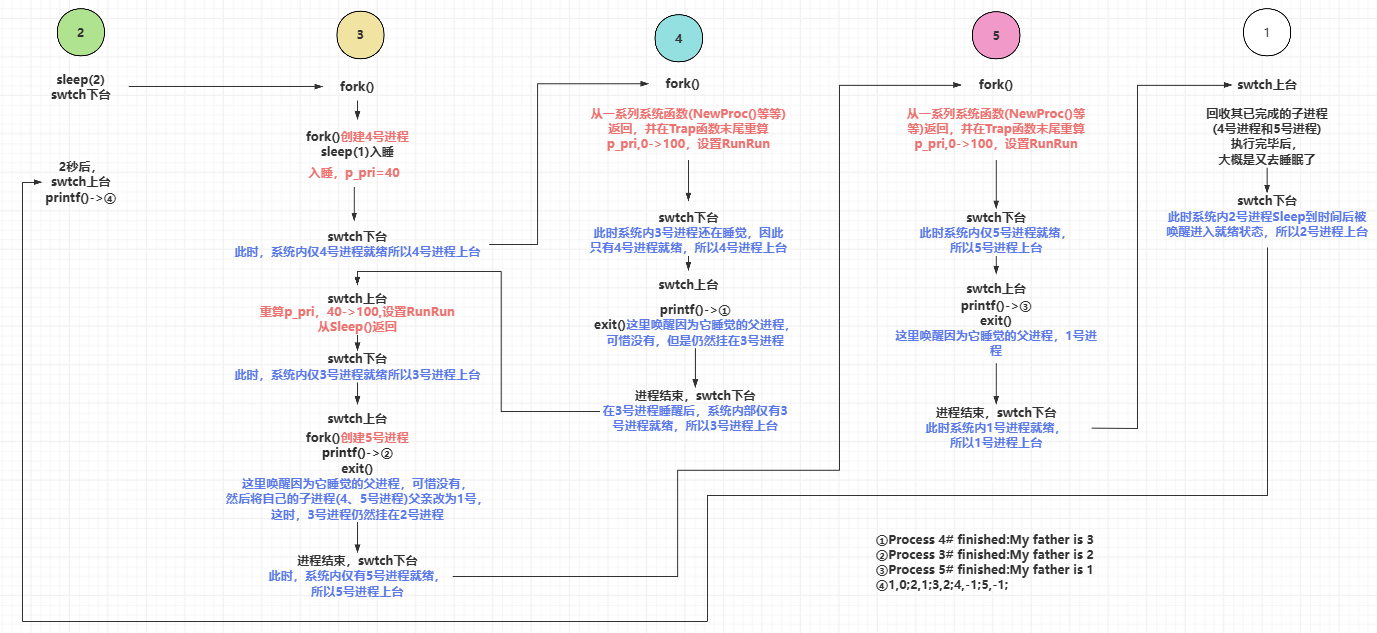 2
sleep(2)
swtch下台
2秒后，
swtch上台
printf()->④
3
fork()
fork()创建4号进程
sleep(1)入睡
入睡，p_pri=40
swtch下台
此时，系统内仅4号进程就绪所以4号进程上台
swtch上台
重算p_pri，40->100,设置RunRun
从Sleep()返回
swtch下台
此时，系统内仅3号进程就绪所以3号进程上台
swtch上台
fork()创建5号进程
printf()->②
exit()
这里唤醒因为它睡觉的父进程，可惜没有，
然后将自己的子进程(4、5号进程)父亲改为1号，
这时，3号进程仍然挂在2号进程
进程结束，swtch下台
此时，系统内仅有5号进程就绪，
所以5号进程上台
4
fork()
从一系列系统函数(NewProc()等等)
返回，并在Trap函数末尾重算
p_pri,0->100，设置RunRun
swtch下台
此时系统内3号进程还在睡觉，因此
只有4号进程就绪，所以4号进程上台
swtch上台
printf()->①
exit()这里唤醒因为它睡觉的父进程，
可惜没有，但是仍然挂在3号进程
进程结束，swtch下台
在3号进程睡醒后，系统内部仅有3
号进程就绪，所以3号进程上台
5
fork()
从一系列系统函数(NewProc()等
等)返回，并在Trap函数末尾重算
p_pri,0->100，设置RunRun
swtch下台
此时系统内仅5号进程就绪，
所以5号进程上台
swtch上台
printf()->③
exit()
这里唤醒因为它睡觉的父进程，1号进
程
进程结束，swtch下台
此时系统内1号进程就绪，
所以1号进程上台
1
swtch上台
回收其已完成的子进程
(4号进程和5号进程)
执行完毕后，
大概是又去睡眠了
swtch下台
此时系统内2号进程Sleep到时间后被
唤醒进入就绪状态，所以2号进程上台
①Process 4# finished:My father is 3
②Process 3# finished:My father is 2
③Process 5# finished:My father is 1
④1,0;2,1;3,2;4,-1;5,-1;